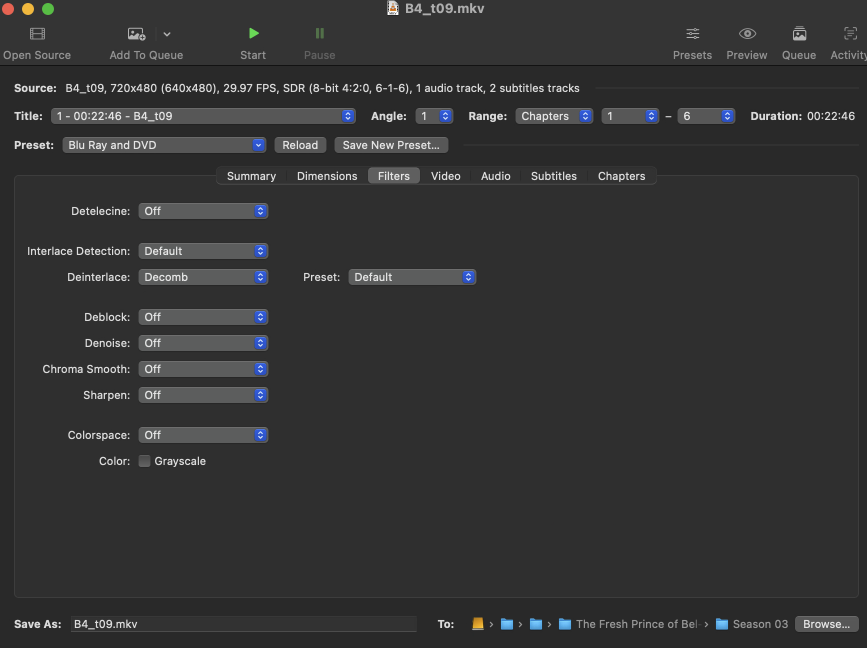 B4_t09.mkv
Open Source Add To Queue Start Pause Presets Preview Queue Activity
Source: B4_t09, 720x480 (640x480), 29.97 FPS, SDR (8-bit 4:2:0, 6-1-6), 1 audio track, 2 subtitles tracks
Title: 1 - 00:22:46 - B4_t09 Angle: 1 Range: Chapters 1 – 6 Duration: 00:22:46
Preset: Blu Ray and DVD Reload Save New Preset...
Summary Dimensions Filters Video Audio Subtitles Chapters
Detelecine: Off
Interlace Detection: Default
Deinterlace: Decomb Preset: Default
Deblock: Off
Denoise: Off
Chroma Smooth: Off
Sharpen: Off
Colorspace: Off
Color: Grayscale
Save As: B4_t09.mkv To: › › › The Fresh Prince of Bel- › Season 03 Browse...